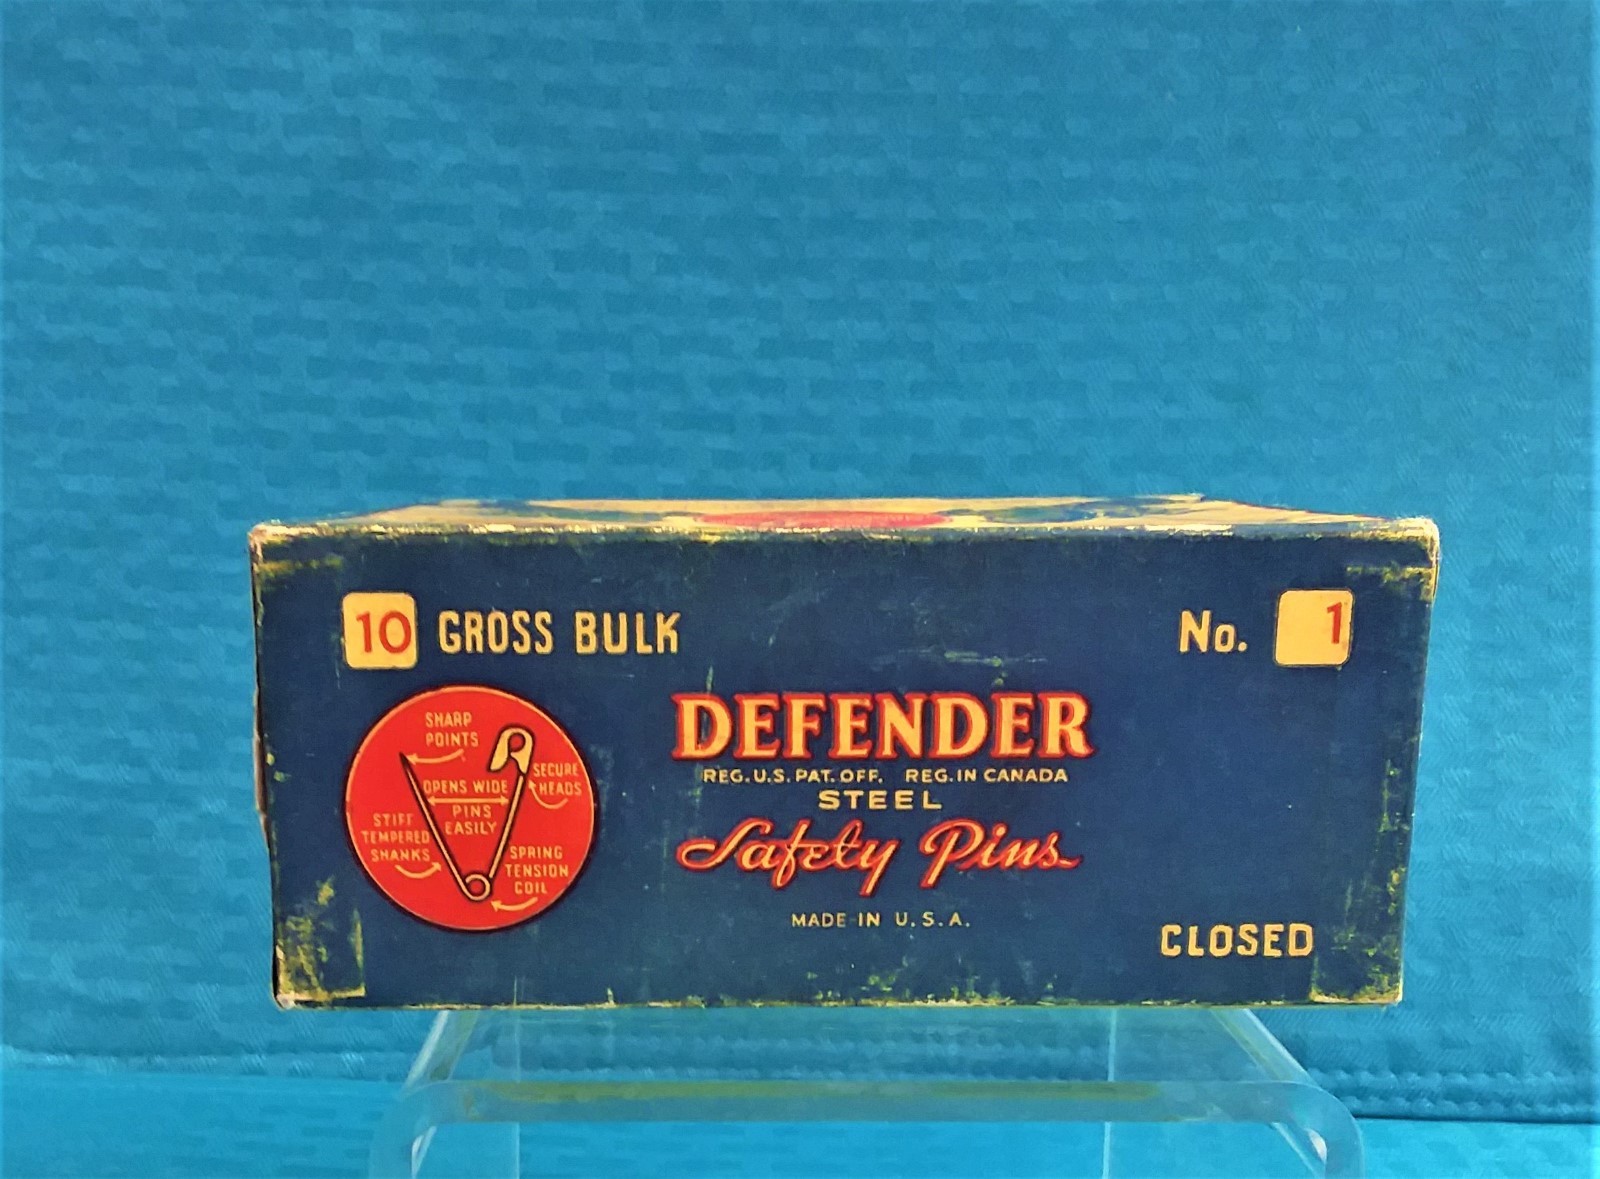 10 GROSS BULK
No. 1
SHARP
POINTS
SECURE
HEADS
OPENS WIDE
PINS
EASILY
STIFF
TEMPERED
SHANKS
SPRING
TENSION
COIL
DEFENDER
REG. U.S. PAT. OFF. REG. IN CANADA
STEEL
Safety Pins
MADE IN U.S.A.
CLOSED